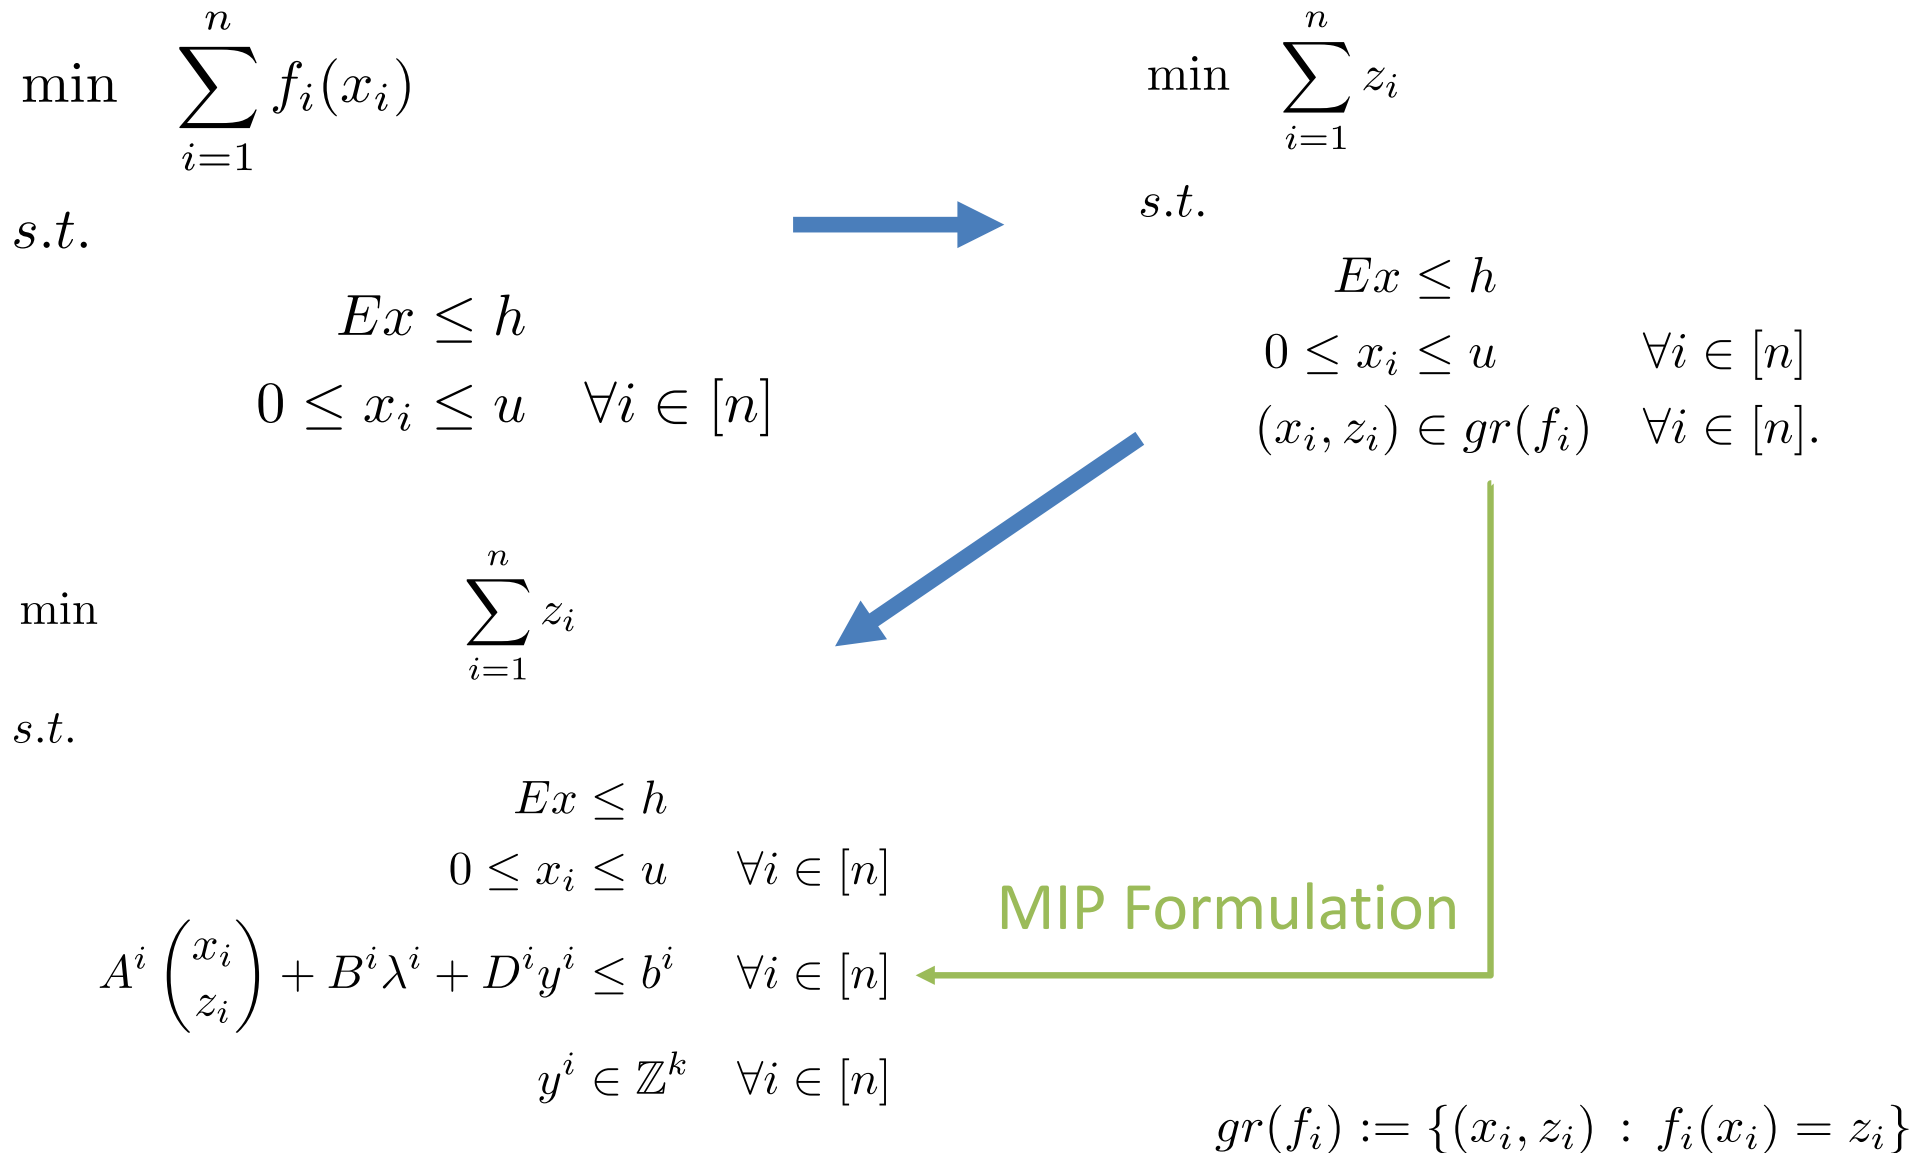 min ∑_{i=1}^{n} f_i(x_i)
s.t.
Ex ≤ h
0 ≤ x_i ≤ u ∀i ∈ [n]
min ∑_{i=1}^{n} z_i
s.t.
Ex ≤ h
0 ≤ x_i ≤ u ∀i ∈ [n]
(x_i, z_i) ∈ gr(f_i) ∀i ∈ [n].
min ∑_{i=1}^{n} z_i
s.t.
Ex ≤ h
0 ≤ x_i ≤ u ∀i ∈ [n]
A^i \binom{x_i}{z_i} + B^i λ^i + D^i y^i ≤ b^i ∀i ∈ [n]
y^i ∈ ℤ^k ∀i ∈ [n]
MIP Formulation
gr(f_i) := {(x_i, z_i) : f_i(x_i) = z_i}